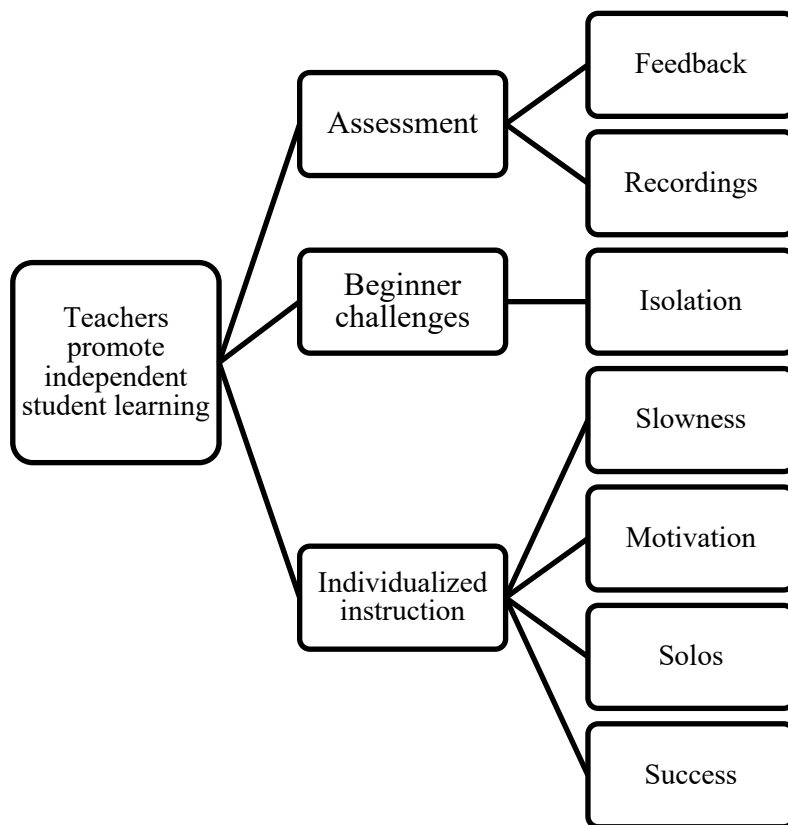 Teachers
promote
independent
student learning
Assessment
Feedback
Recordings
Beginner
challenges
Isolation
Individualized
instruction
Slowness
Motivation
Solos
Success